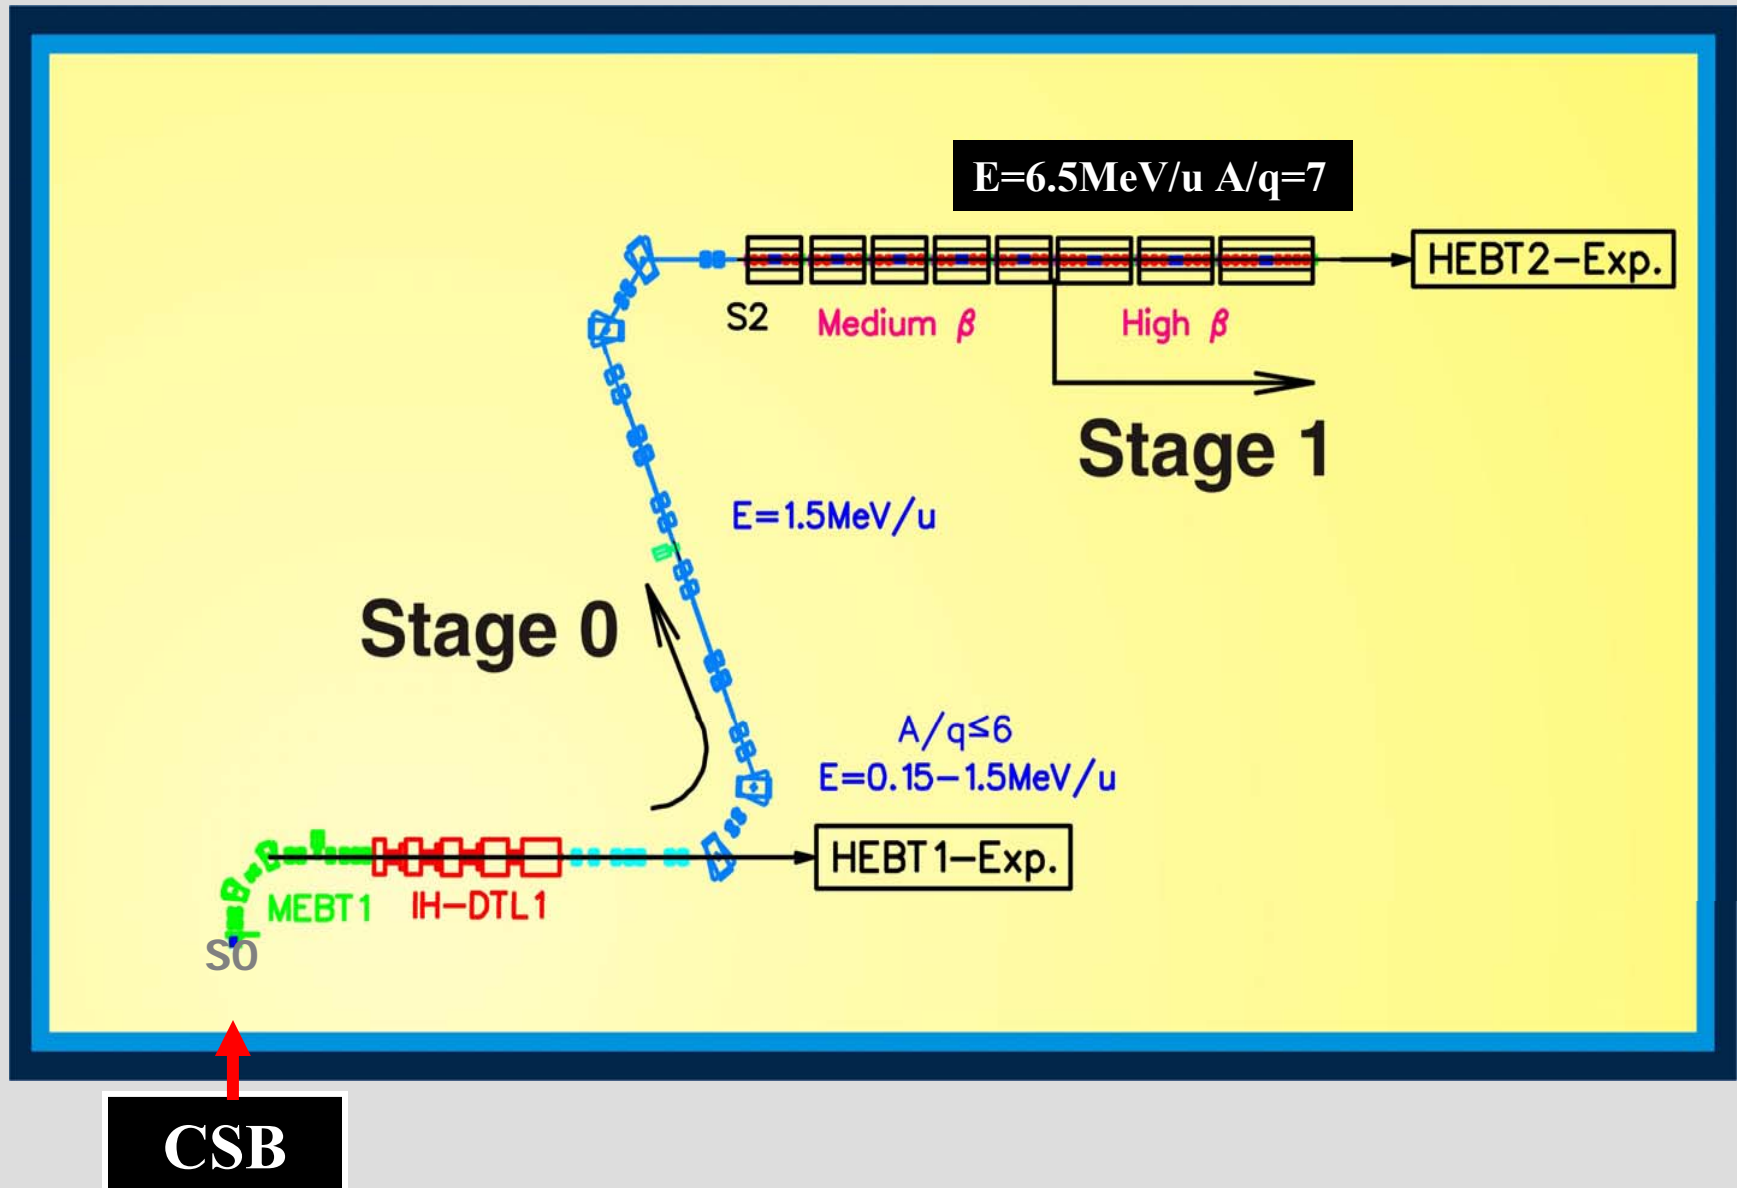 E=6.5MeV/u A/q=7
HEBT2-Exp.
S2
Medium β
High β
Stage 1
E=1.5MeV/u
Stage 0
A/q≤6
E=0.15-1.5MeV/u
HEBT1-Exp.
MEBT1
IH-DTL1
S0
CSB